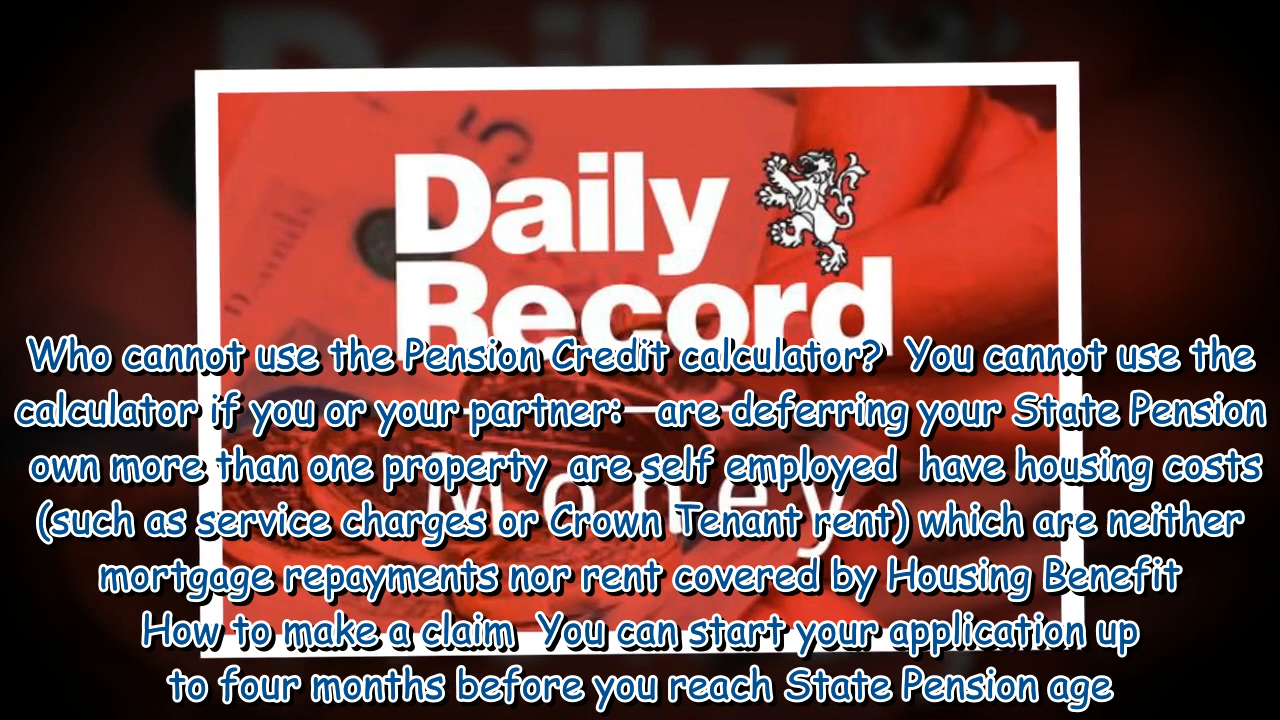 Daily
Record
Money
Who cannot use the Pension Credit calculator?  You cannot use the
calculator if you or your partner:   are deferring your State Pension
own more than one property  are self employed  have housing costs
(such as service charges or Crown Tenant rent) which are neither
mortgage repayments nor rent covered by Housing Benefit
How to make a claim  You can start your application up
to four months before you reach State Pension age